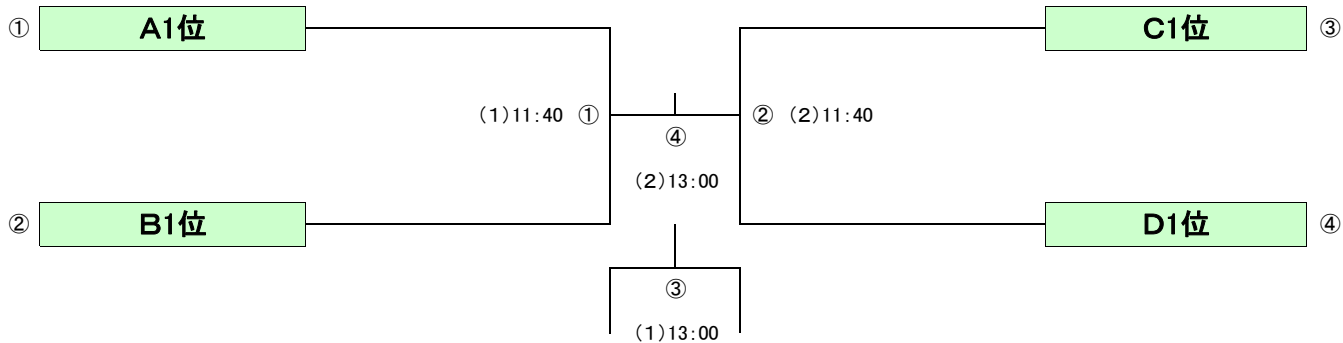 ① A1位 C1位 ③
(1)11:40 ① ② (2)11:40
④
(2)13:00
② B1位 D1位 ④
③
(1)13:00